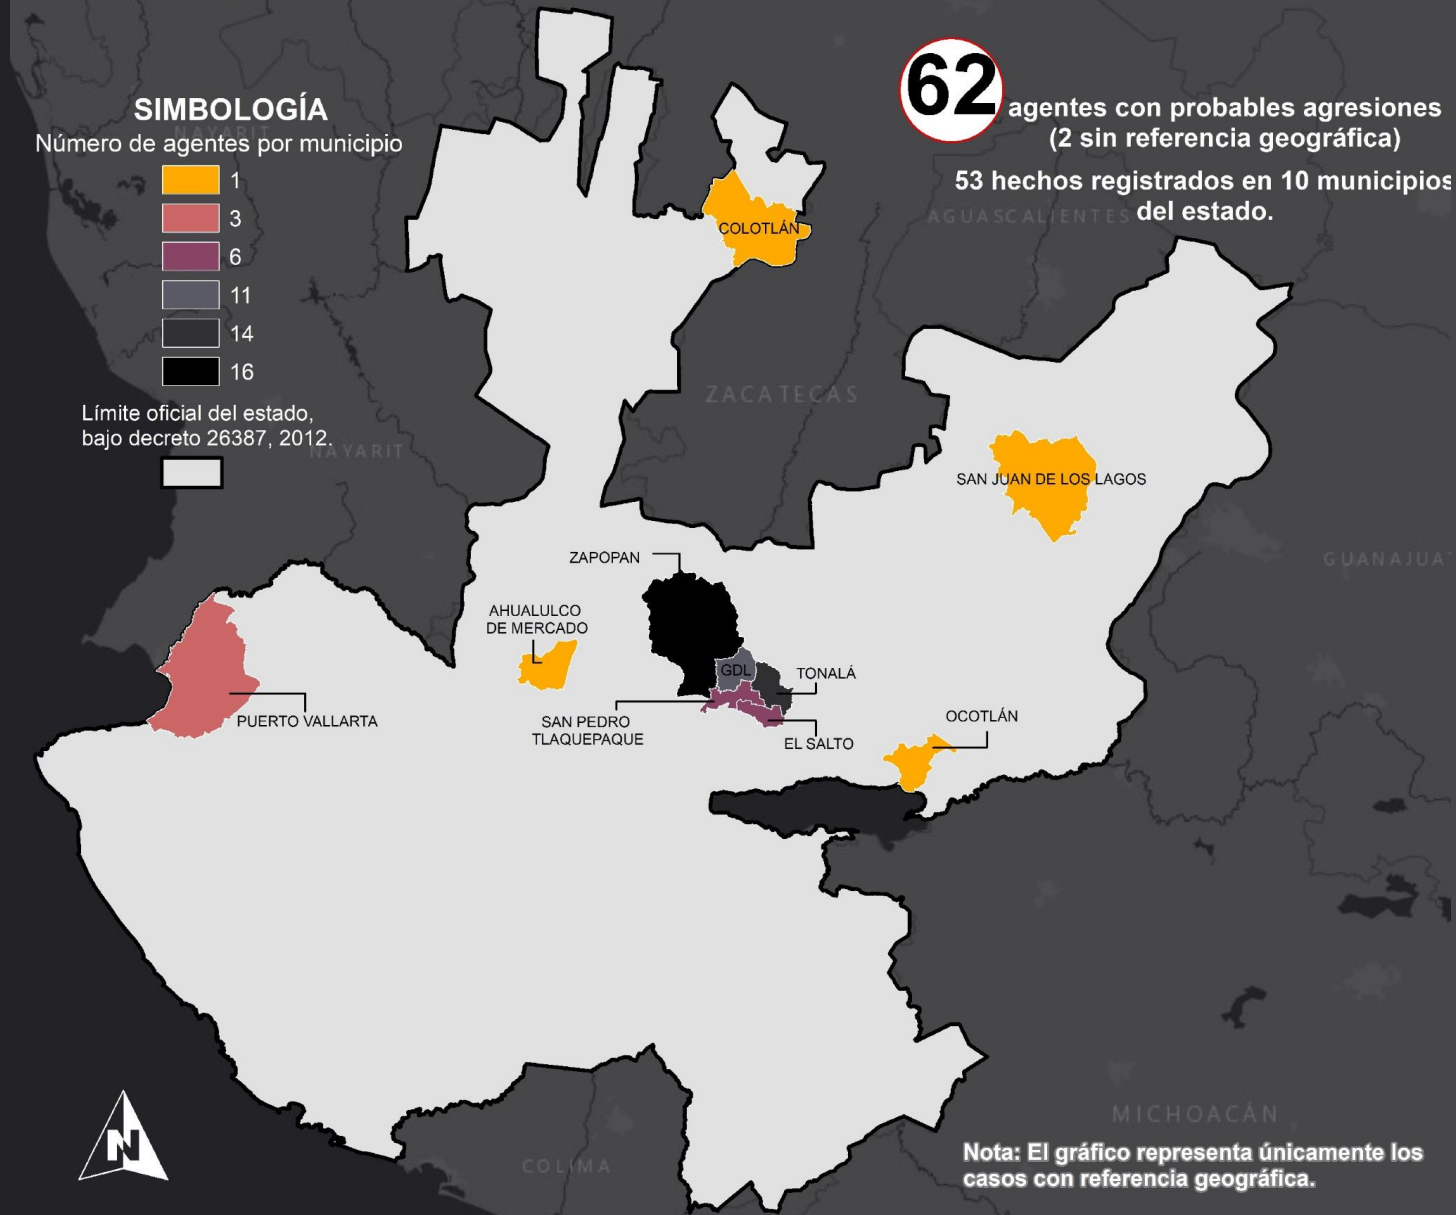 SIMBOLOGÍA
NAYARIT
Número de agentes por municipio
1
3
6
11
14
16
Límite oficial del estado,
bajo decreto 26387, 2012.
NAYARIT
62
agentes con probables agresiones
(2 sin referencia geográfica)
53 hechos registrados en 10 municipios
del estado.
AGUASCALIENTES
COLOTLÁN
ZACATECAS
SAN JUAN DE LOS LAGOS
GUANAJUA
ZAPOPAN
AHUALULCO
DE MERCADO
GDL
TONALÁ
PUERTO VALLARTA
SAN PEDRO
TLAQUEPAQUE
EL SALTO
OCOTLÁN
MICHOACÁN
COLIMA
N
Nota: El gráfico representa únicamente los
casos con referencia geográfica.